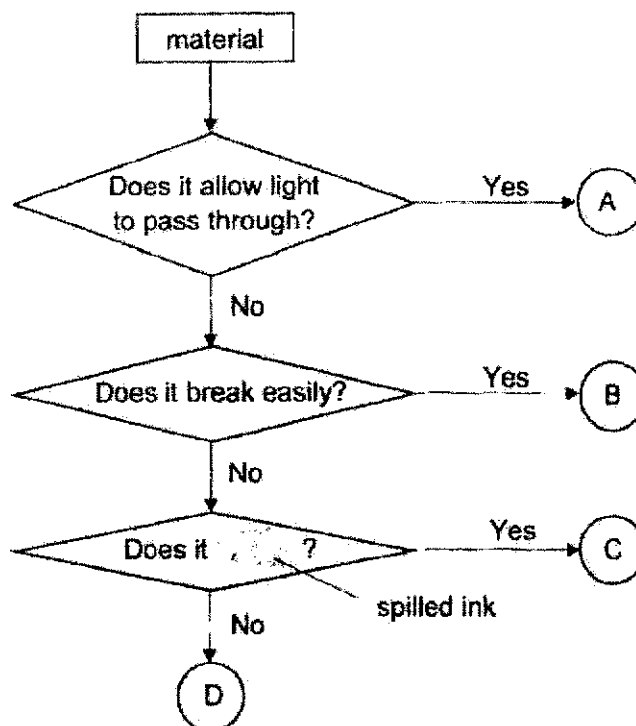 material
Does it allow light
to pass through?
Yes
A
No
Does it break easily?
Yes
B
No
Does it ?
Yes
C
spilled ink
No
D